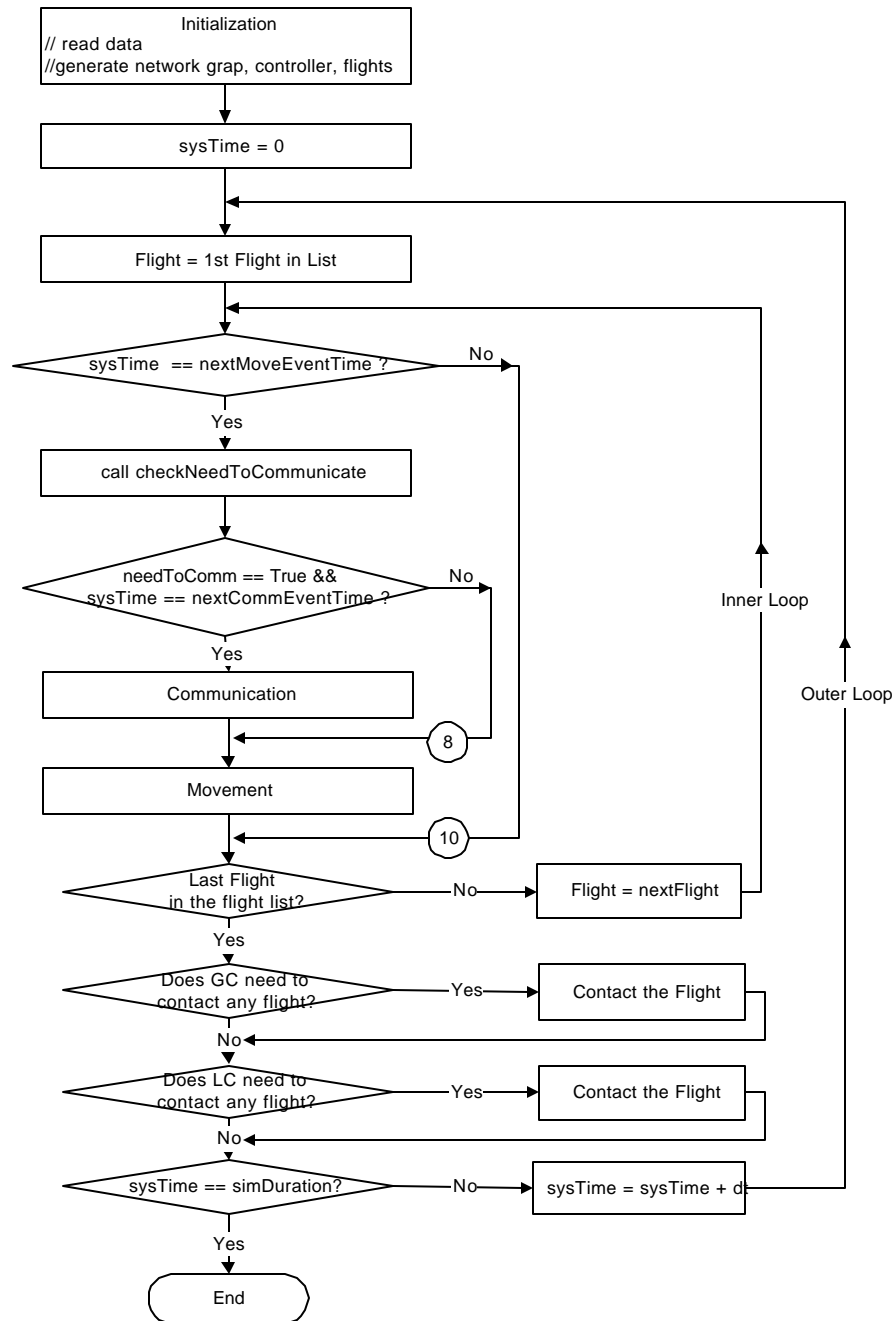 Initialization
// read data
//generate network grap, controller, flights
sysTime = 0
Flight = 1st Flight in List
sysTime == nextMoveEventTime ?
No
Yes
call checkNeedToCommunicate
needToComm == True &&
sysTime == nextCommEventTime ?
No
Yes
Inner Loop
Communication
Outer Loop
8
Movement
10
Last Flight
in the flight list?
No
Flight = nextFlight
Yes
Does GC need to
contact any flight?
Yes
Contact the Flight
No
Does LC need to
contact any flight?
Yes
Contact the Flight
No
sysTime == simDuration?
No
sysTime = sysTime + dt
Yes
End